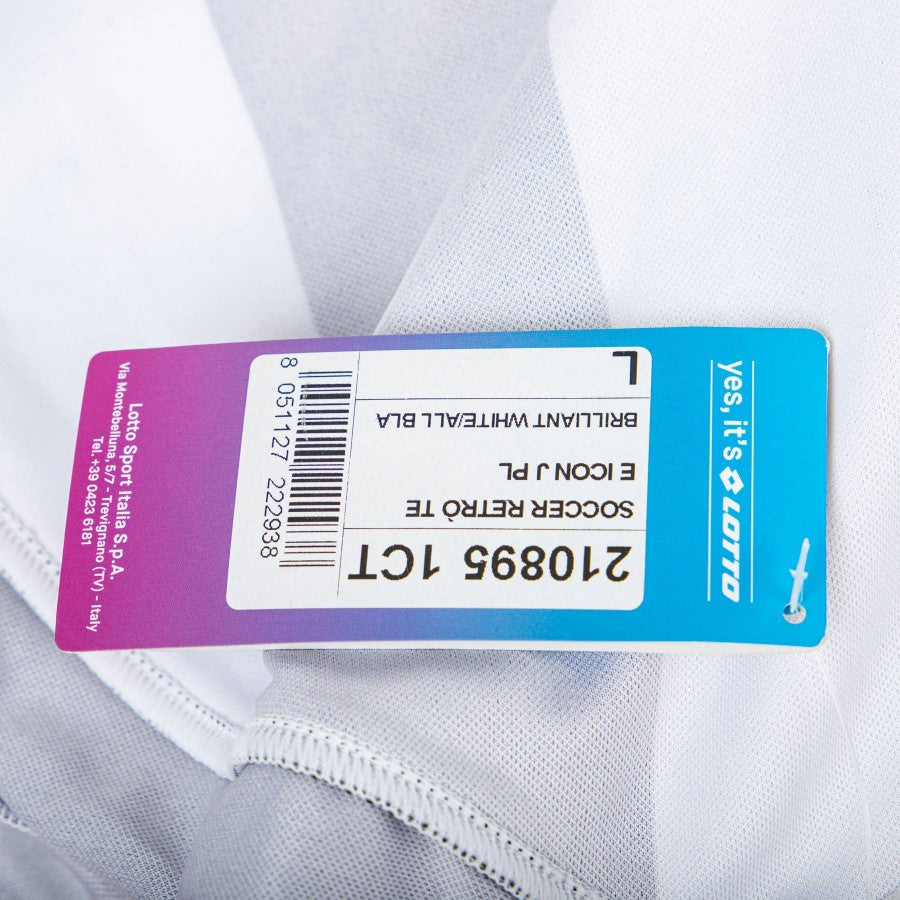 yes, it's LOTTO
210895 1CT
SOCCER RETRÒ TE
E ICON J PL
BRILLIANT WHITE/ALL BLA
L
8 051127 222938
Lotto Sport Italia S.p.A.
Via Montebelluna, 5/7 - Trevignano (TV) - Italy
Tel. +39 0423 6181